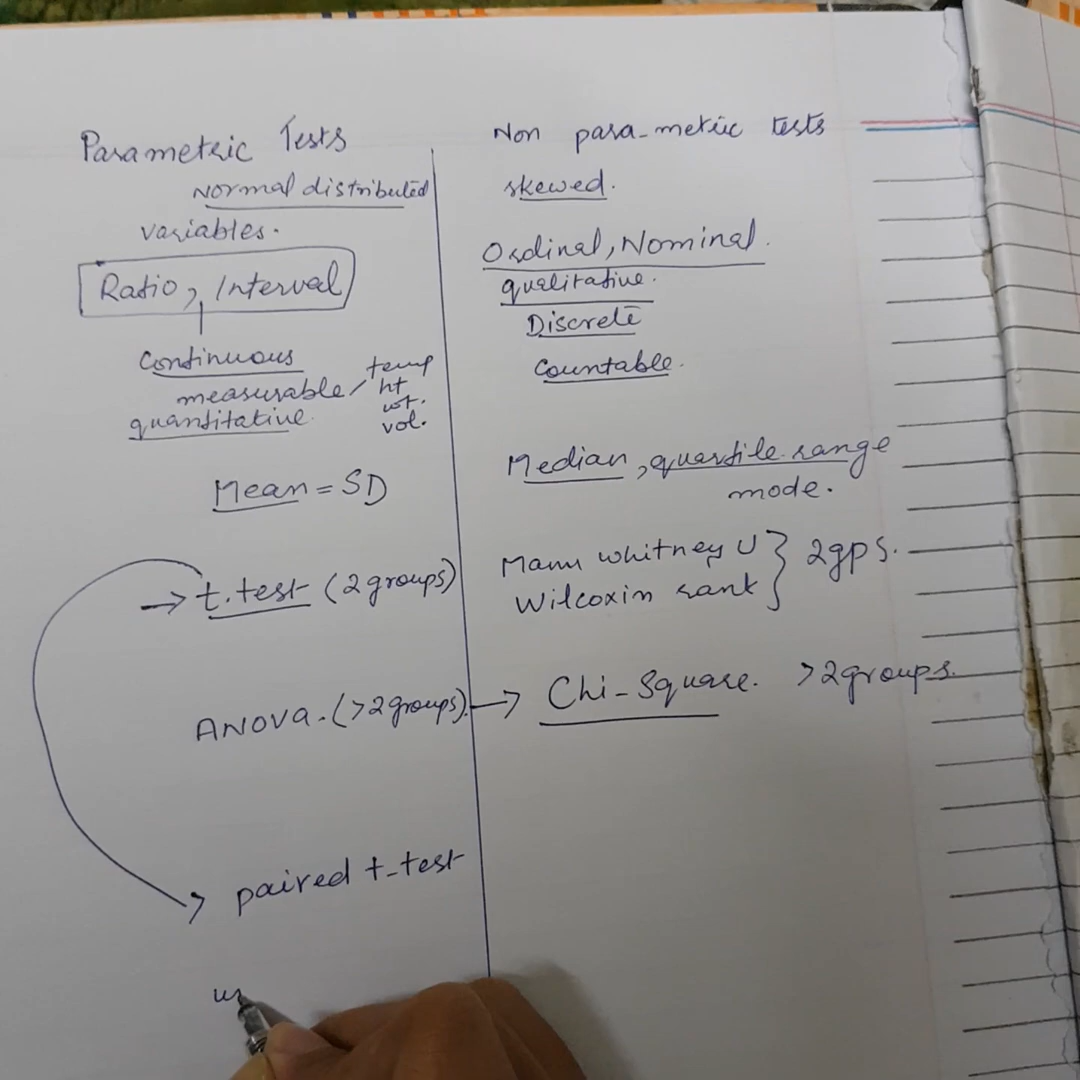 Parametric Tests
Normal distributed
variables.
Ratio, Interval
Continuous
measurable / temp
ht
wt.
vol.
quantitative
Mean = SD
→ t.test (2 groups)
ANOVA. (>2groups). →
→ paired t-test
Non para-metric tests
skewed.
Ordinal, Nominal.
qualitative.
Discrete
Countable.
Median, quartile range
mode.
Mann whitney U } 2gps.
Wilcoxin rank
Chi-Square. >2groups.